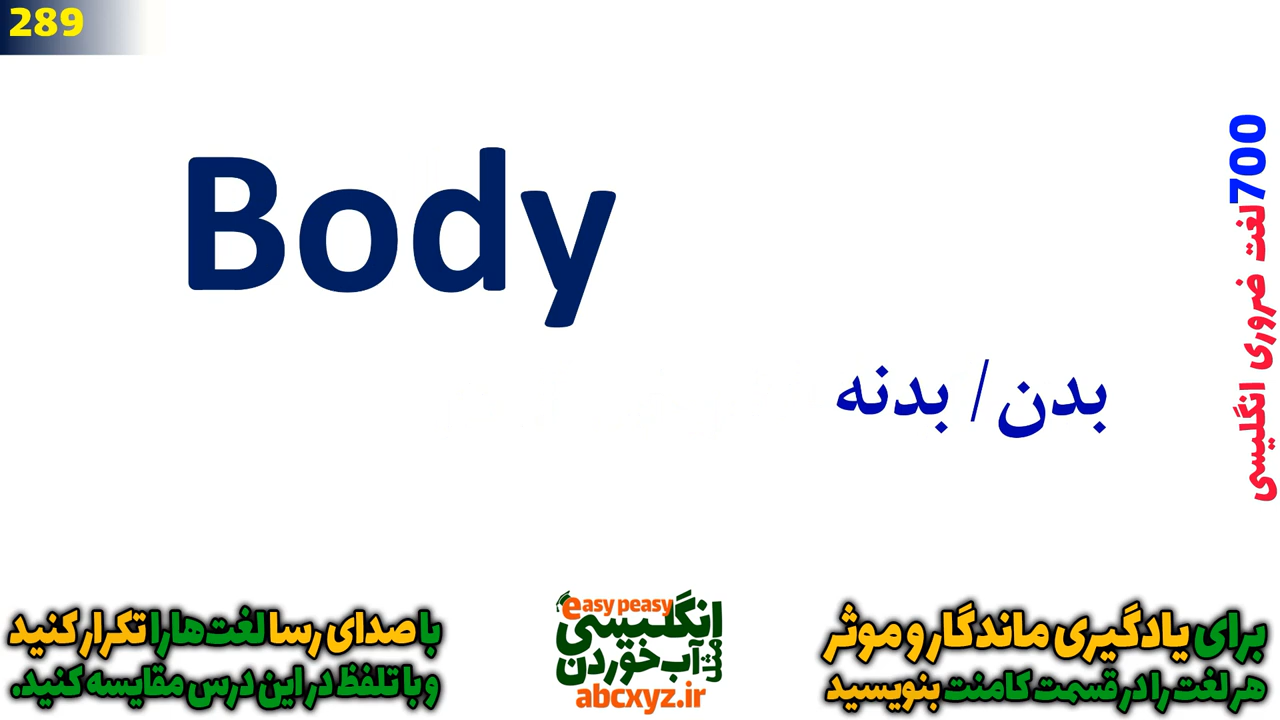 289
Body
بدن / بدنه
700 لغت ضروری انگلیسی
برای یادگیری ماندگار و موثر
هر لغت را در قسمت کامنت بنویسید
easy peasy
انگلیسی
مثل آب خوردن
abcxyz.ir
با صدای رسا لغت‌ها را تکرار کنید
و با تلفظ در این درس مقایسه کنید.